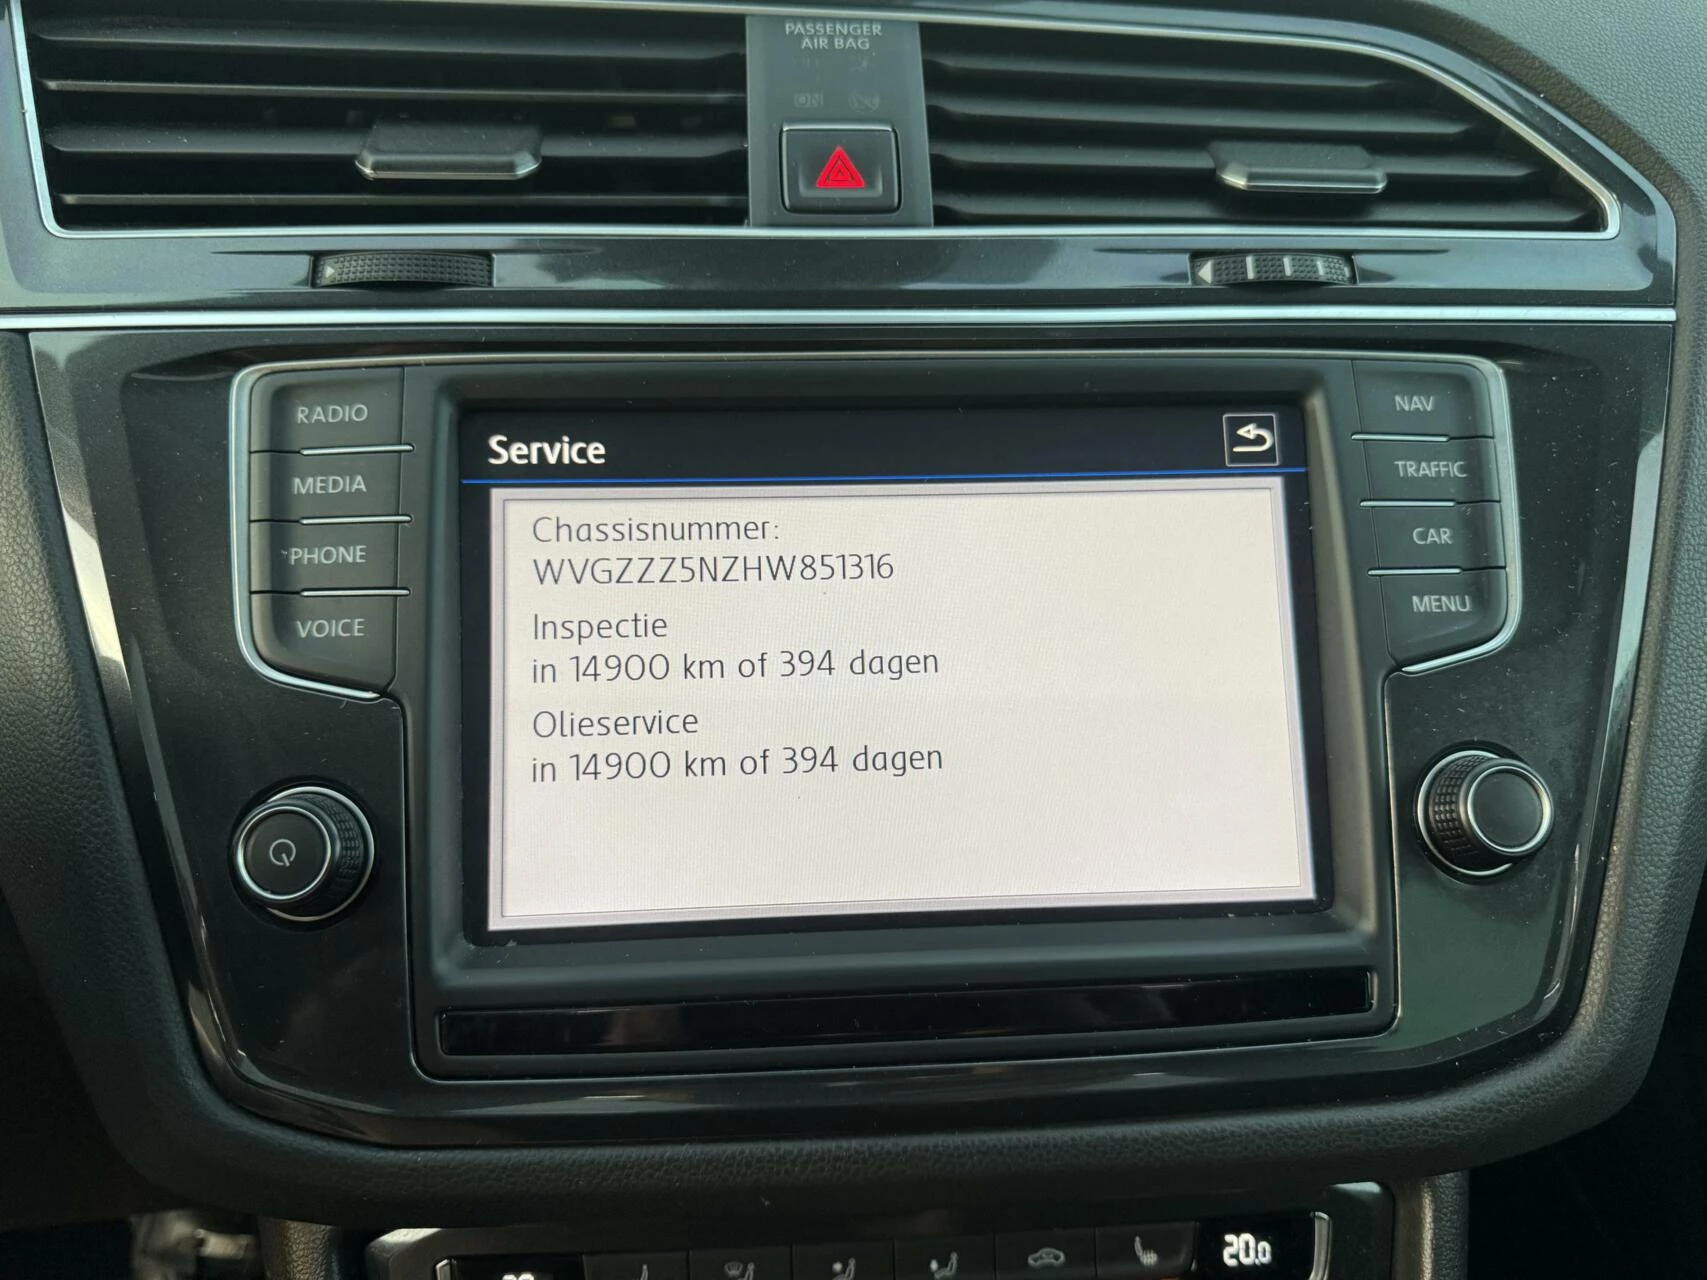 PASSENGER
AIR BAG
ON
RADIO
MEDIA
PHONE
VOICE
NAV
TRAFFIC
CAR
MENU
Service
Chassisnummer:
WVGZZZ5NZHW851316
Inspectie
in 14900 km of 394 dagen
Olieservice
in 14900 km of 394 dagen
20.0